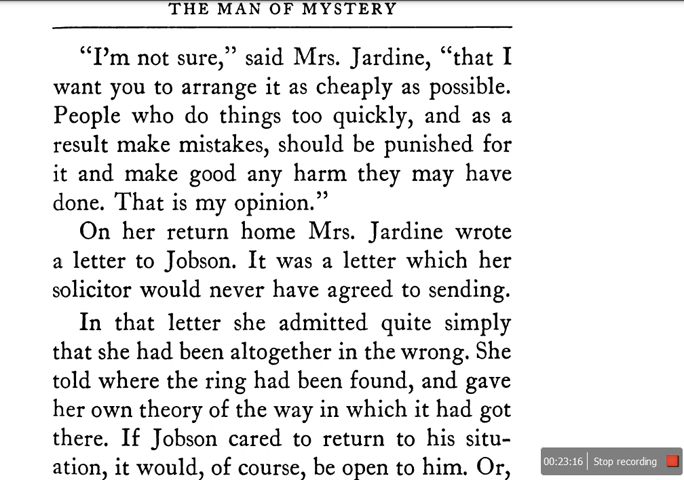 THE MAN OF MYSTERY
“I’m not sure,” said Mrs. Jardine, “that I
want you to arrange it as cheaply as possible.
People who do things too quickly, and as a
result make mistakes, should be punished for
it and make good any harm they may have
done. That is my opinion.”
On her return home Mrs. Jardine wrote
a letter to Jobson. It was a letter which her
solicitor would never have agreed to sending.
In that letter she admitted quite simply
that she had been altogether in the wrong. She
told where the ring had been found, and gave
her own theory of the way in which it had got
there. If Jobson cared to return to his situ-
ation, it would, of course, be open to him. Or,
00:23:16 Stop recording